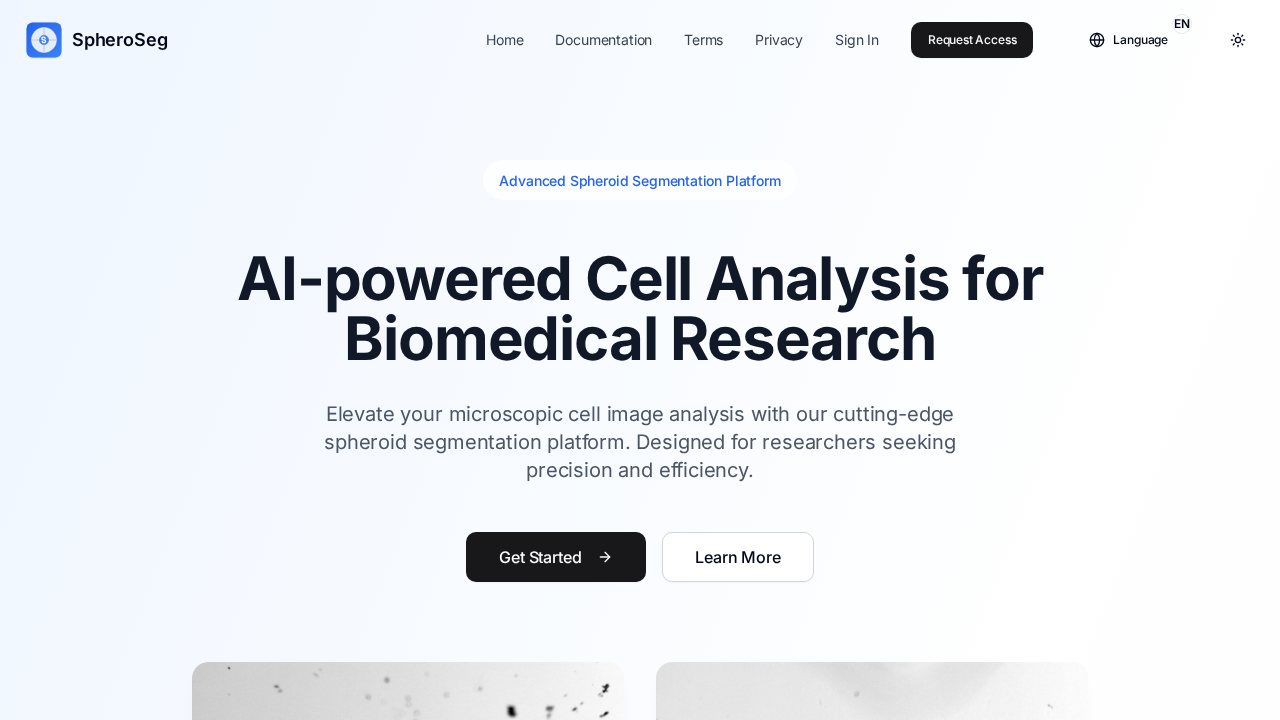 SpheroSeg
Home
Documentation
Terms
Privacy
Sign In
Request Access
Language
EN
Advanced Spheroid Segmentation Platform
AI-powered Cell Analysis for
Biomedical Research
Elevate your microscopic cell image analysis with our cutting-edge
spheroid segmentation platform. Designed for researchers seeking
precision and efficiency.
Get Started
Learn More